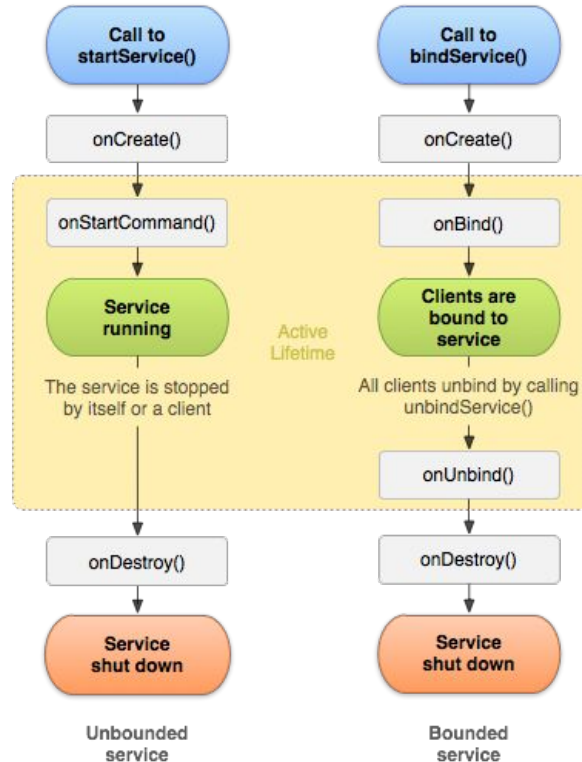 Call to
startService()
onCreate()
onStartCommand()
Service
running
The service is stopped
by itself or a client
onDestroy()
Service
shut down
Unbounded
service
Active
Lifetime
Call to
bindService()
onCreate()
onBind()
Clients are
bound to
service
All clients unbind by calling
unbindService()
onUnbind()
onDestroy()
Service
shut down
Bounded
service